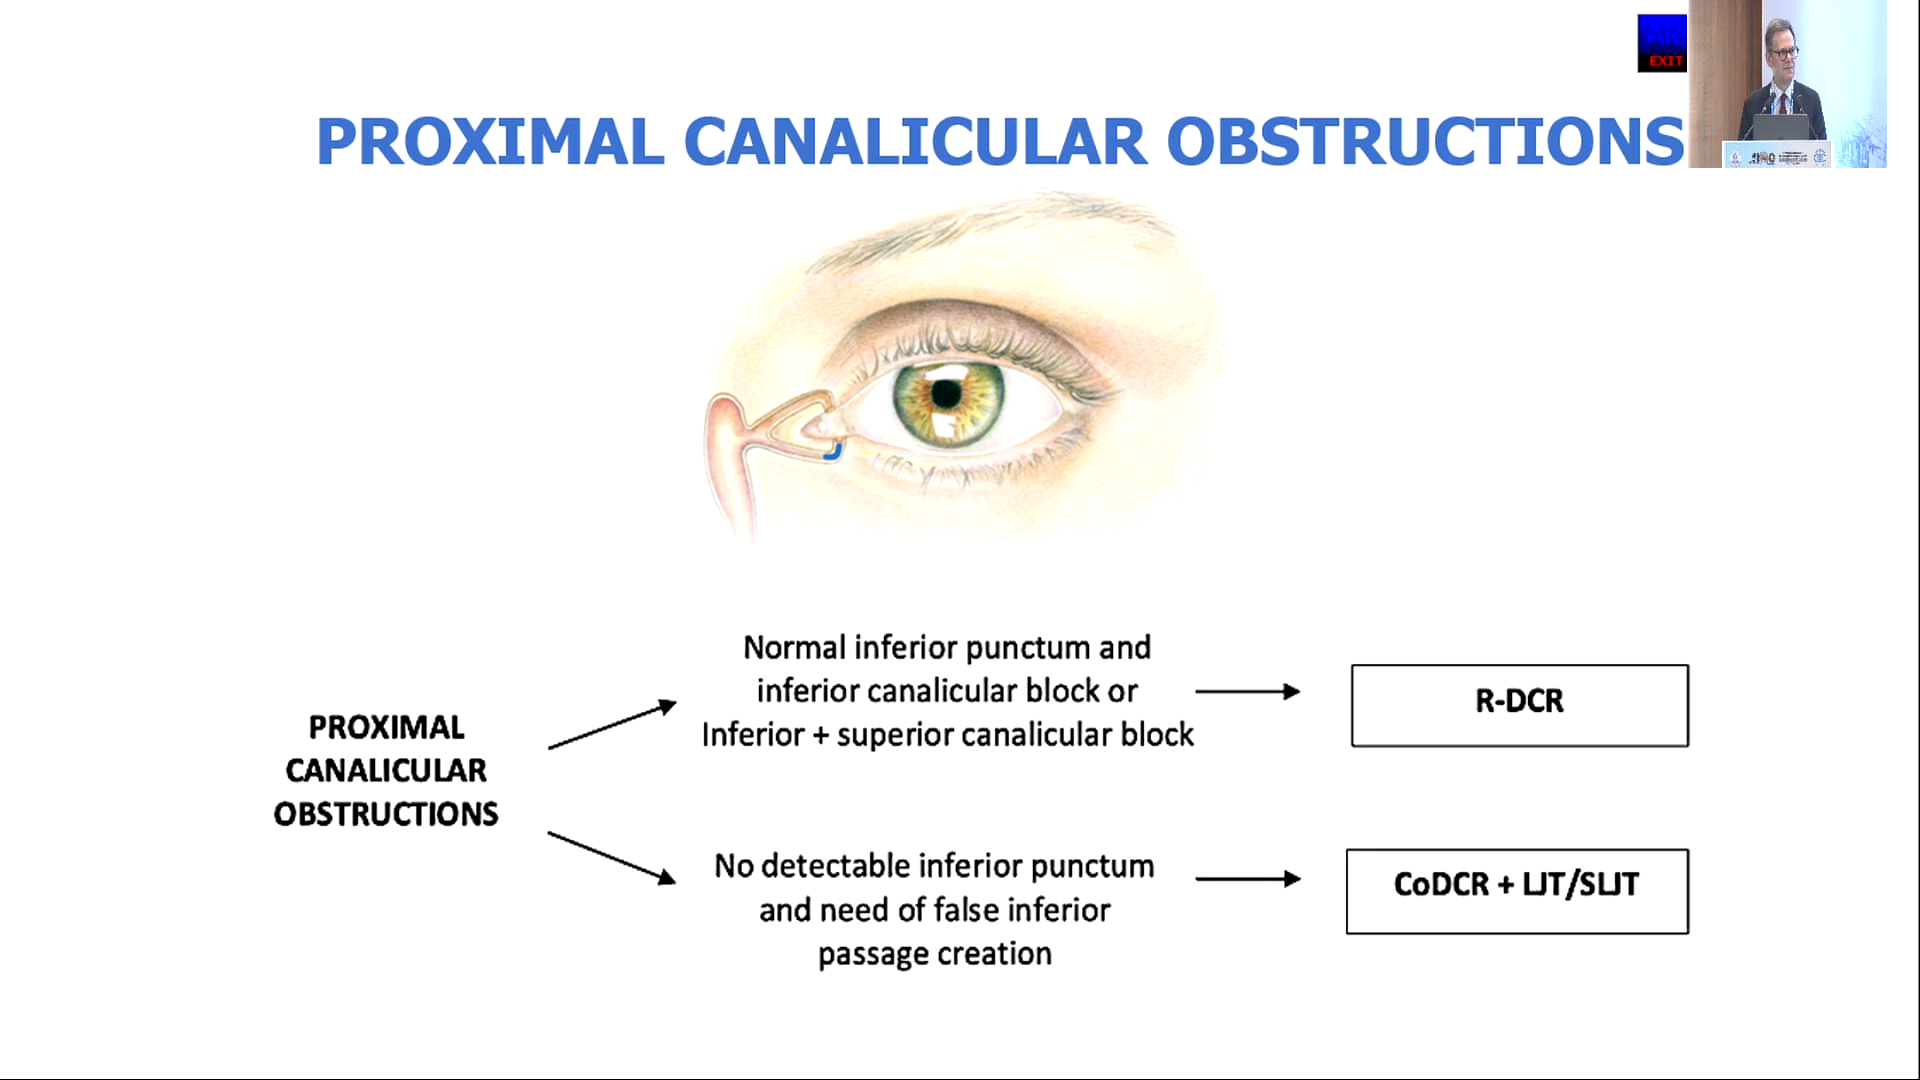 EXIT
PROXIMAL CANALICULAR OBSTRUCTIONS
Normal inferior punctum and
inferior canalicular block or
Inferior + superior canalicular block
R-DCR
PROXIMAL
CANALICULAR
OBSTRUCTIONS
No detectable inferior punctum
and need of false inferior
passage creation
CoDCR + LJT/SLJT